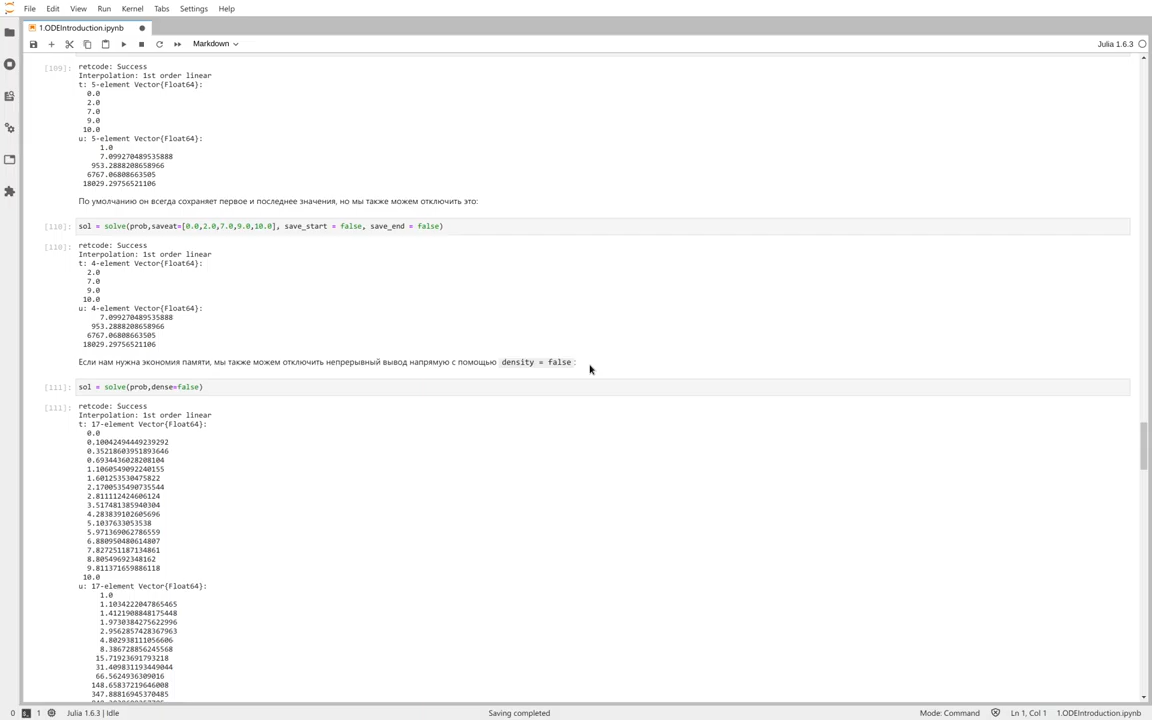 File Edit View Run Kernel Tabs Settings Help
1.ODEIntroduction.ipynb
Markdown
Julia 1.6.3
[109]: retcode: Success
Interpolation: 1st order linear
t: 5-element Vector{Float64}:
0.0
2.0
7.0
9.0
10.0
u: 5-element Vector{Float64}:
1.0
7.099270489535888
953.2888208658966
6767.06808663505
18029.29756521106
По умолчанию он всегда сохраняет первое и последнее значения, но мы также можем отключить это:
[110]: sol = solve(prob,saveat=[0.0,2.0,7.0,9.0,10.0], save_start = false, save_end = false)
[110]: retcode: Success
Interpolation: 1st order linear
t: 4-element Vector{Float64}:
2.0
7.0
9.0
10.0
u: 4-element Vector{Float64}:
7.099270489535888
953.2888208658966
6767.06808663505
18029.29756521106
Если нам нужна экономия памяти, мы также можем отключить непрерывный вывод напрямую с помощью density = false :
[111]: sol = solve(prob,dense=false)
[111]: retcode: Success
Interpolation: 1st order linear
t: 17-element Vector{Float64}:
0.0
0.10042494449239292
0.35218603951893646
0.6934436028208104
1.1060549092240155
1.601253530475822
2.1700535490735544
2.811112424606124
3.517481385940304
4.283839102605696
5.1037633053538
5.971369062786559
6.880950480614807
7.827251187134861
8.80549692348162
9.811371659886118
10.0
u: 17-element Vector{Float64}:
1.0
1.1034222047865465
1.4121908848175448
1.9730384275622996
2.9562857428367963
4.802938111056606
8.386728856245568
15.71923691793218
31.409831193449044
66.5624936309016
148.65837219646008
347.88816945370485
0 1 Julia 1.6.3 | Idle Saving completed Mode: Command Ln 1, Col 1 1.ODEIntroduction.ipynb